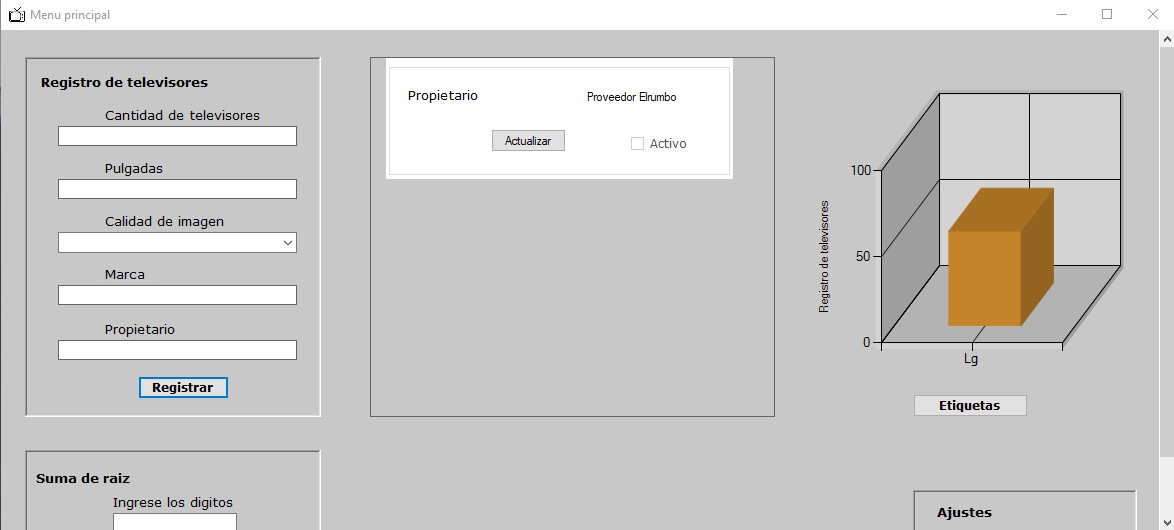 Menu principal
Registro de televisores
Cantidad de televisores
Pulgadas
Calidad de imagen
Marca
Propietario
Registrar
Propietario
Proveedor Elrumbo
Actualizar
Activo
Registro de televisores
100
50
0
Lg
Etiquetas
Suma de raiz
Ingrese los digitos
Ajustes